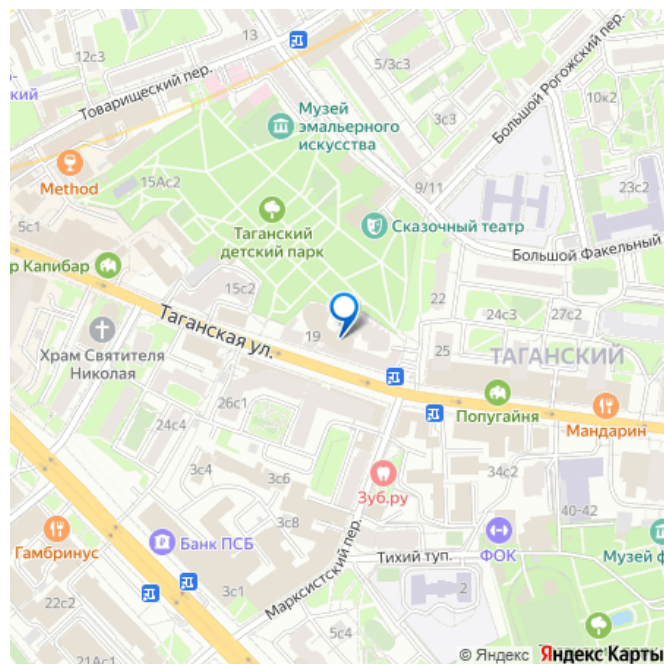 12с3
13
5/3с3
Большой Рогожский пер.
Товарищеский пер.
ский
Музей
эмальерного
искусства
3с3
10к2
Method
15Ас2
9/11
23с2
5с1
Таганский
детский парк
Сказочный театр
Большой Факельный
р Капибар
15с2
22
24с3
27с2
Таганская ул.
19
25
ТАГАНСКИЙ
Храм Святителя
Николая
26с1
Попугайня
Мандарин
24с4
3с4
3с6
Зуб.ру
34с2
40-42
3с8
Гамбринус
Банк ПСБ
ФОК
Тихий туп.
Музей ф
Марксистский пер.
3с1
2
22с2
5с4
21Ас1
© Яндекс Яндекс Карты